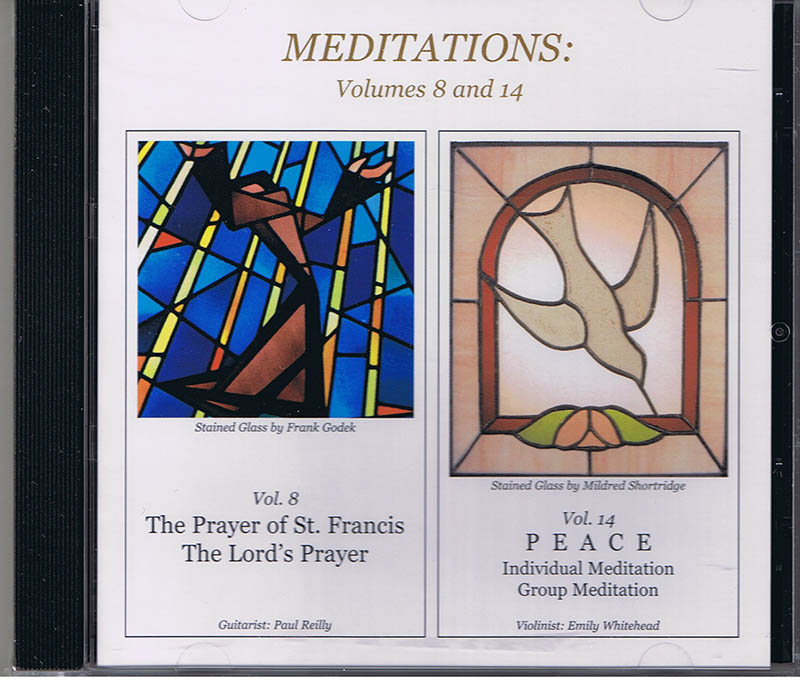 MEDITATIONS:
Volumes 8 and 14
Stained Glass by Frank Godek
Vol. 8
The Prayer of St. Francis
The Lord's Prayer
Guitarist: Paul Reilly
Stained Glass by Mildred Shortridge
Vol. 14
P E A C E
Individual Meditation
Group Meditation
Violinist: Emily Whitehead